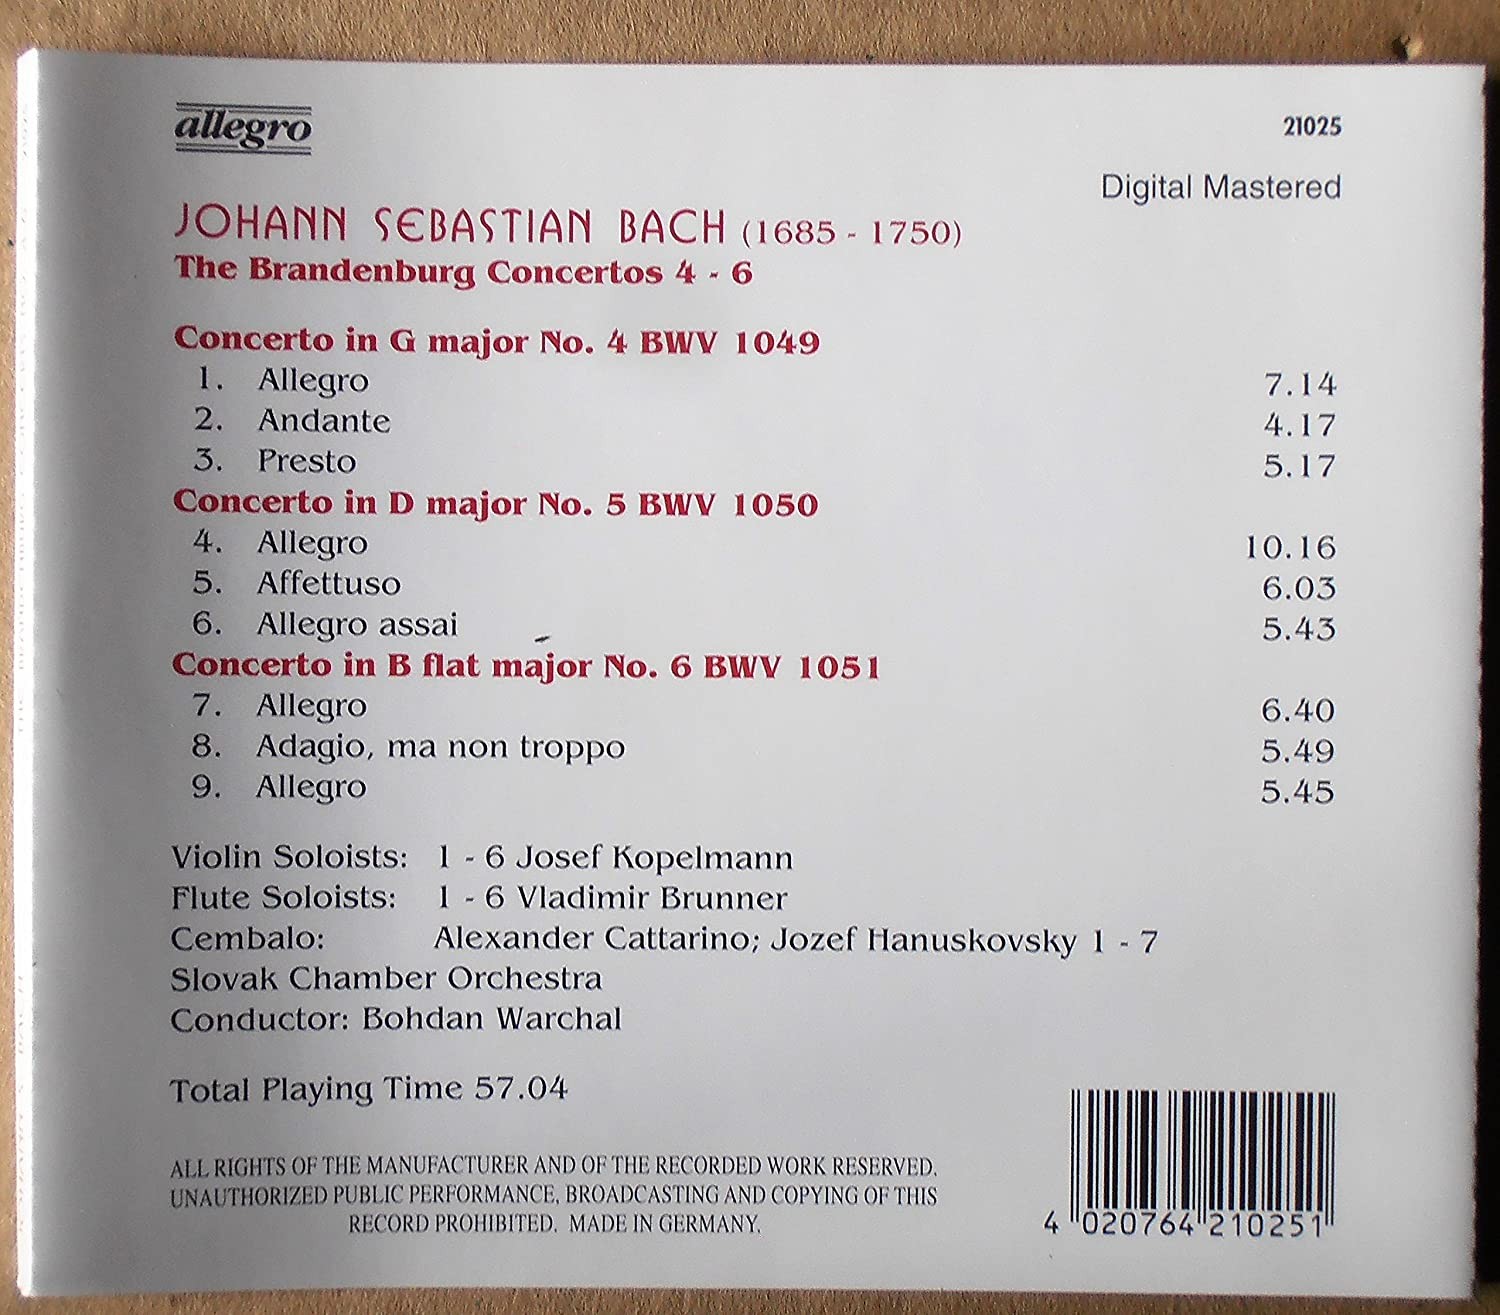 allegro
21025
Digital Mastered
JOHANN SEBASTIAN BACH (1685 - 1750)
The Brandenburg Concertos 4 - 6
Concerto in G major No. 4 BWV 1049
1. Allegro 7.14
2. Andante 4.17
3. Presto 5.17
Concerto in D major No. 5 BWV 1050
4. Allegro 10.16
5. Affettuso 6.03
6. Allegro assai 5.43
Concerto in B flat major No. 6 BWV 1051
7. Allegro 6.40
8. Adagio, ma non troppo 5.49
9. Allegro 5.45
Violin Soloists: 1 - 6 Josef Kopelmann
Flute Soloists: 1 - 6 Vladimir Brunner
Cembalo: Alexander Cattarino; Jozef Hanuskovsky 1 - 7
Slovak Chamber Orchestra
Conductor: Bohdan Warchal
Total Playing Time 57.04
ALL RIGHTS OF THE MANUFACTURER AND OF THE RECORDED WORK RESERVED.
UNAUTHORIZED PUBLIC PERFORMANCE, BROADCASTING AND COPYING OF THIS
RECORD PROHIBITED. MADE IN GERMANY.
4 020764 210251